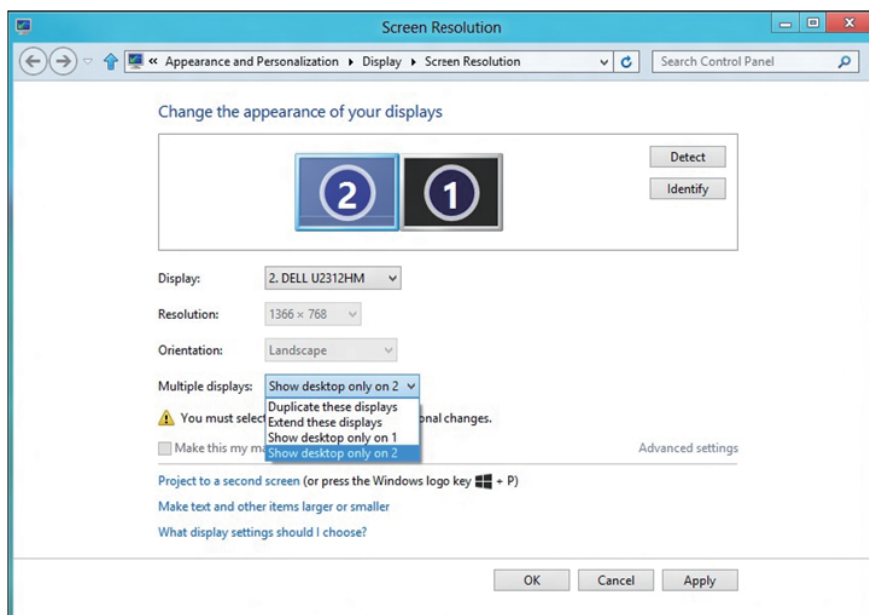 Screen Resolution
« Appearance and Personalization ▸ Display ▸ Screen Resolution
Search Control Panel
Change the appearance of your displays
2
1
Detect
Identify
Display: 2. DELL U2312HM
Resolution: 1366 × 768
Orientation: Landscape
Multiple displays: Show desktop only on 2
Duplicate these displays
Extend these displays
Show desktop only on 1
Show desktop only on 2
You must select onal changes.
Make this my ma
Advanced settings
Project to a second screen (or press the Windows logo key + P)
Make text and other items larger or smaller
What display settings should I choose?
OK
Cancel
Apply